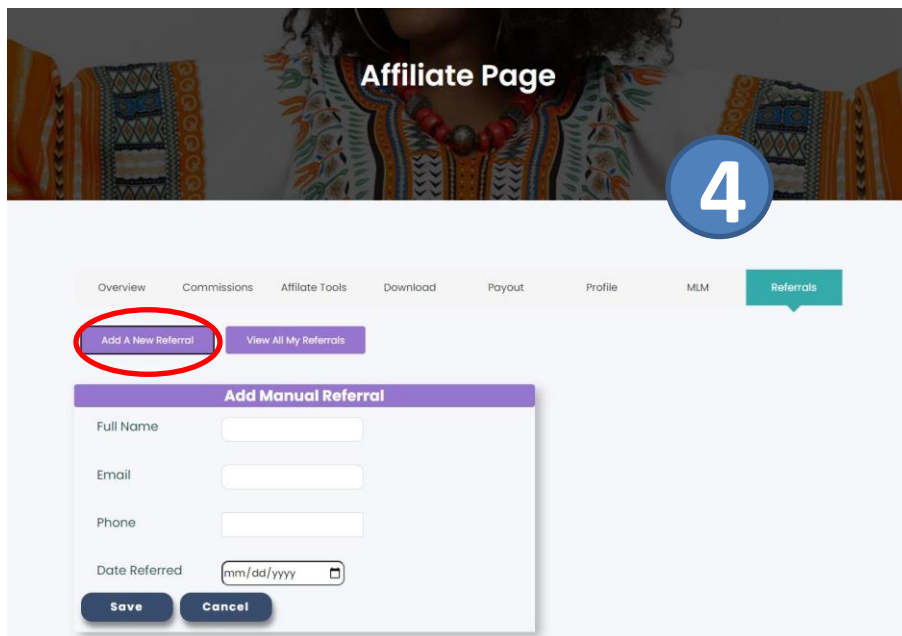 Affiliate Page
4
Overview Commissions Affilate Tools Download Payout Profile MLM Referrals
Add A New Referral View All My Referrals
Add Manual Referral
Full Name
Email
Phone
Date Referred mm/dd/yyyy
Save Cancel